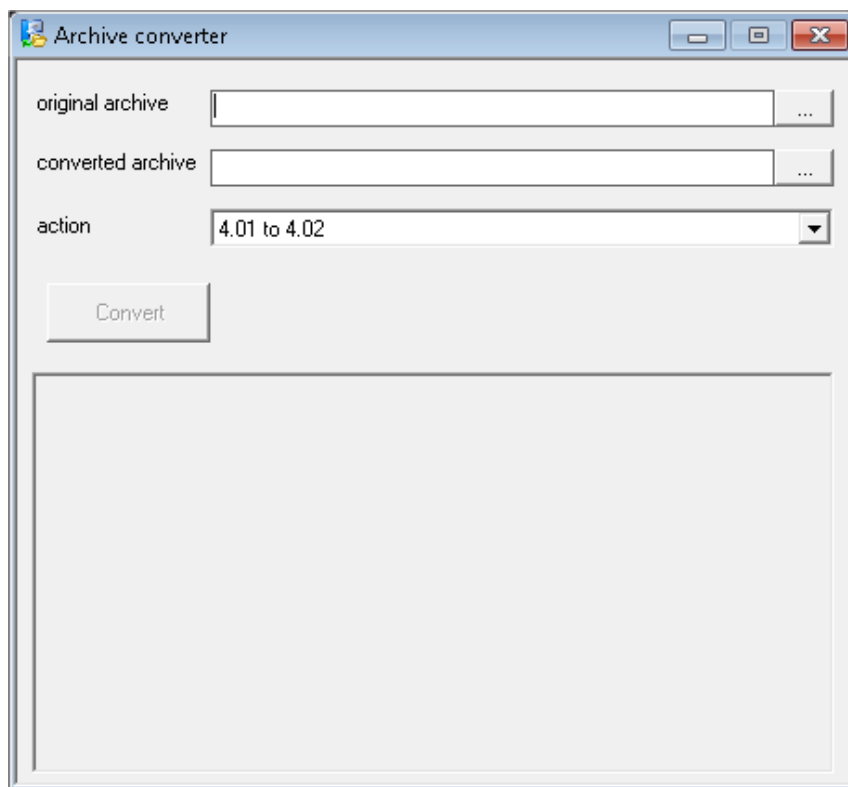 Archive converter
original archive
...
converted archive
...
action
4.01 to 4.02
Convert